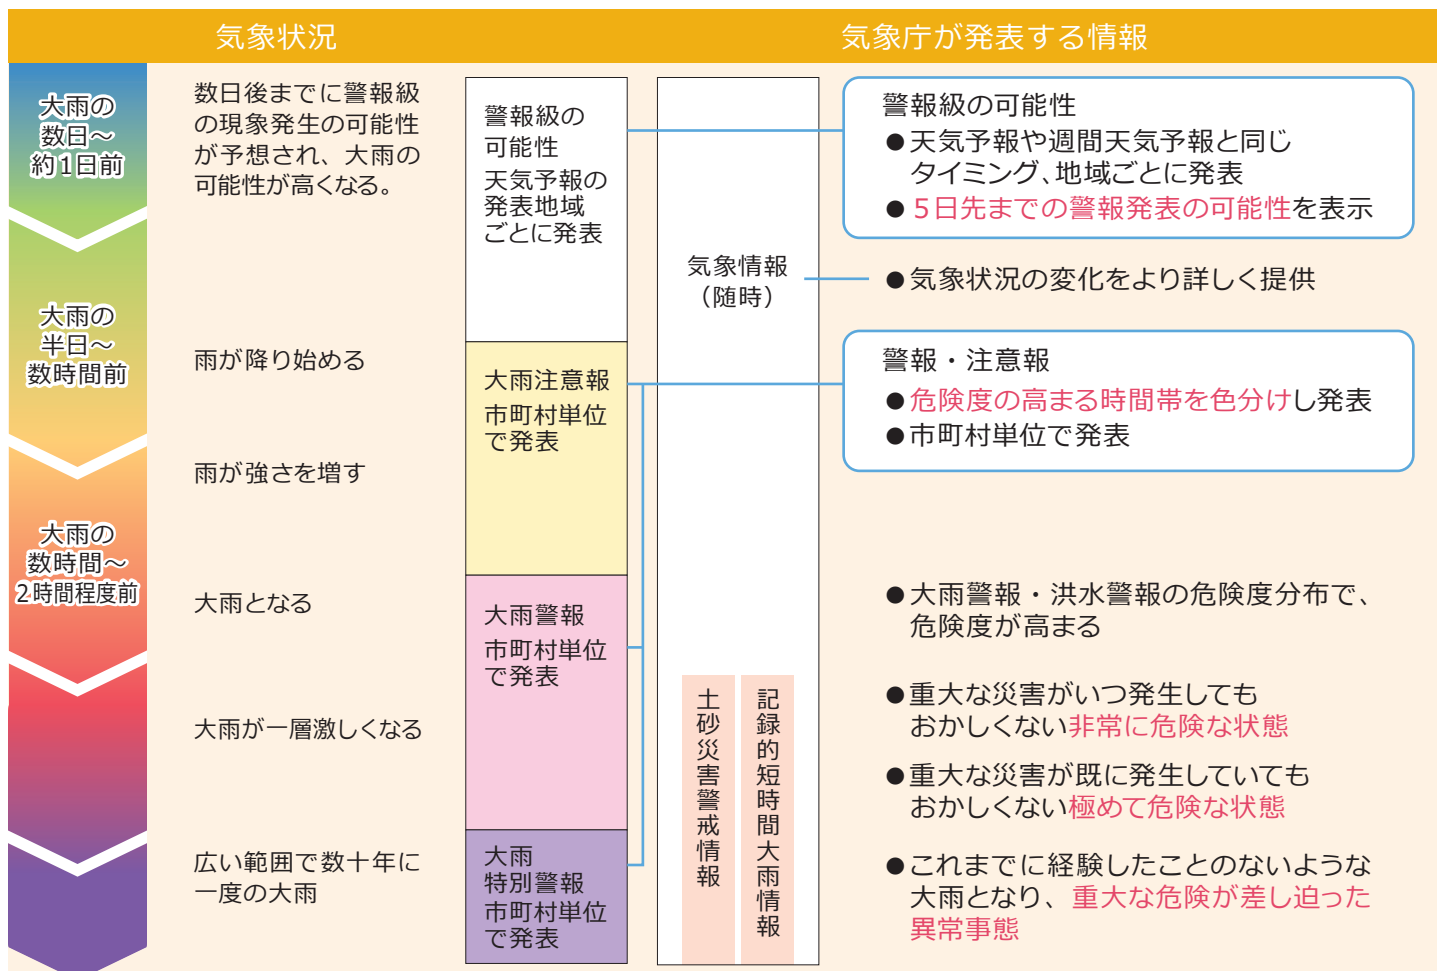 気象状況
気象庁が発表する情報
大雨の
数日～
約1日前
大雨の
半日～
数時間前
大雨の
数時間～
2時間程度前
数日後までに警報級
の現象発生の可能性
が予想され、大雨の
可能性が高くなる。
雨が降り始める
雨が強さを増す
大雨となる
大雨が一層激しくなる
広い範囲で数十年に
一度の大雨
警報級の
可能性
天気予報の
発表地域
ごとに発表
大雨注意報
市町村単位
で発表
大雨警報
市町村単位
で発表
大雨
特別警報
市町村単位
で発表
気象情報
（随時）
土砂災害警戒情報
記録的短時間大雨情報
警報級の可能性
●天気予報や週間天気予報と同じ
タイミング、地域ごとに発表
●5日先までの警報発表の可能性を表示
●気象状況の変化をより詳しく提供
警報・注意報
●危険度の高まる時間帯を色分けし発表
●市町村単位で発表
●大雨警報・洪水警報の危険度分布で、
危険度が高まる
●重大な災害がいつ発生しても
おかしくない非常に危険な状態
●重大な災害が既に発生していても
おかしくない極めて危険な状態
●これまでに経験したことのないような
大雨となり、重大な危険が差し迫った
異常事態